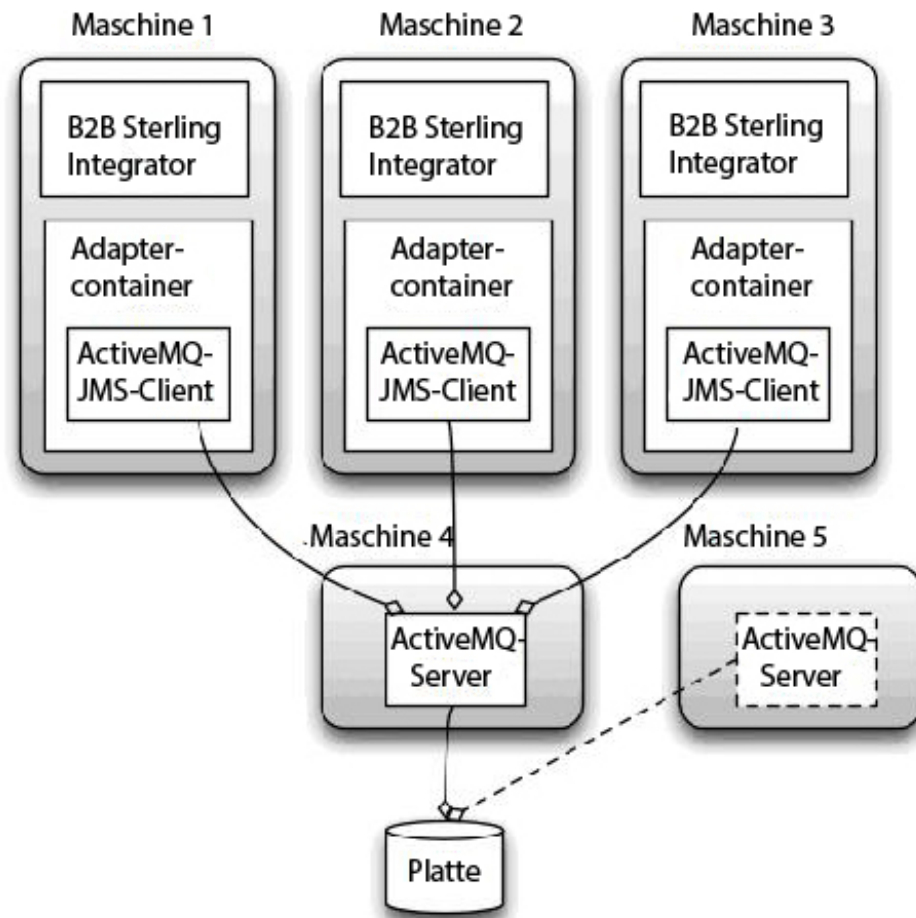 Maschine 1
Maschine 2
Maschine 3
B2B Sterling
Integrator
B2B Sterling
Integrator
B2B Sterling
Integrator
Adapter-
container
Adapter-
container
Adapter-
container
ActiveMQ-
JMS-Client
ActiveMQ-
JMS-Client
ActiveMQ-
JMS-Client
Maschine 4
Maschine 5
ActiveMQ-
Server
ActiveMQ-
Server
Platte